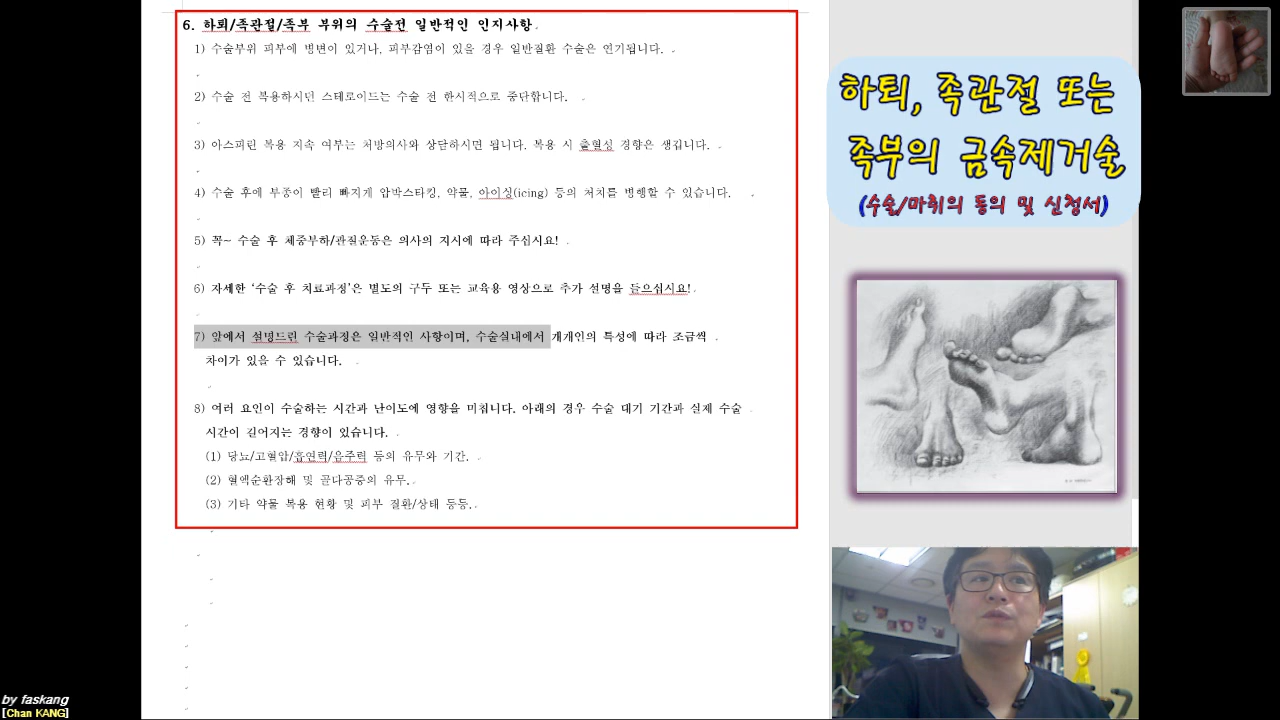 6. 하퇴/족관절/족부 부위의 수술전 일반적인 인지사항
1) 수술부위 피부에 병변이 있거나, 피부감염이 있을 경우 일반질환 수술은 연기됩니다.
2) 수술 전 복용하시던 스테로이드는 수술 전 한시적으로 중단합니다.
3) 아스피린 복용 지속 여부는 처방의사와 상담하시면 됩니다. 복용 시 출혈성 경향은 생깁니다.
4) 수술 후에 부종이 빨리 빠지게 압박스타킹, 약물, 아이싱(icing) 등의 처치를 병행할 수 있습니다.
5) 꼭~ 수술 후 체중부하/관절운동은 의사의 지시에 따라 주십시요!
6) 자세한 '수술 후 치료과정'은 별도의 구두 또는 교육용 영상으로 추가 설명을 들으십시요!
7) 앞에서 설명드린 수술과정은 일반적인 사항이며, 수술실내에서 개개인의 특성에 따라 조금씩
차이가 있을 수 있습니다.
8) 여러 요인이 수술하는 시간과 난이도에 영향을 미칩니다. 아래의 경우 수술 대기 기간과 실제 수술
시간이 길어지는 경향이 있습니다.
(1) 당뇨/고혈압/흡연력/음주력 등의 유무와 기간.
(2) 혈액순환장해 및 골다공증의 유무.
(3) 기타 약물 복용 현황 및 피부 질환/상태 등등.
하퇴, 족관절 또는
족부의 금속제거술
(수술/마취의 동의 및 신청서)
by faskang
[Chan KANG]